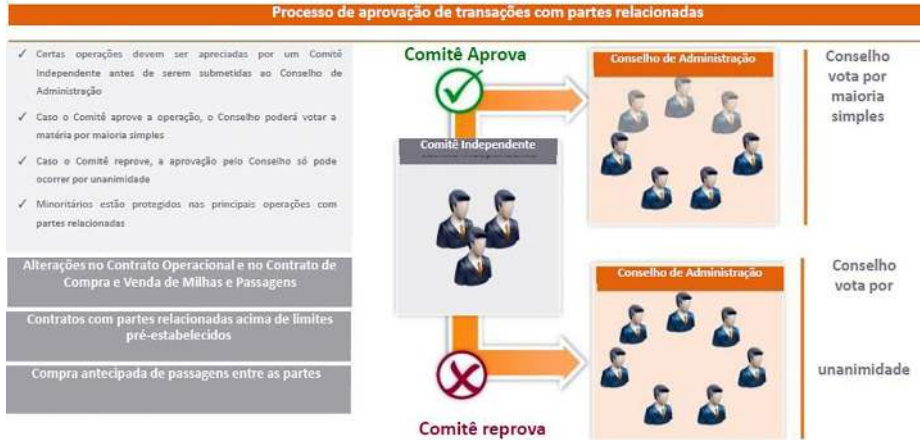 Processo de aprovação de transações com partes relacionadas
✓ Certas operações devem ser apreciadas por um Comitê
Independente antes de serem submetidas ao Conselho de
Administração
✓ Caso o Comitê aprove a operação, o Conselho poderá votar a
matéria por maioria simples
✓ Caso o Comitê reprove, a aprovação pelo Conselho só pode
ocorrer por unanimidade
✓ Minoritários estão protegidos nas principais operações com
partes relacionadas
Alterações no Contrato Operacional e no Contrato de
Compra e Venda de Milhas e Passagens
Contratos com partes relacionadas acima de limites
pré-estabelecidos
Compra antecipada de passagens entre as partes
Comitê Aprova
Comitê Independente
Comitê reprova
Conselho de Administração
Conselho
vota por
maioria
simples
Conselho de Administração
Conselho
vota por
unanimidade